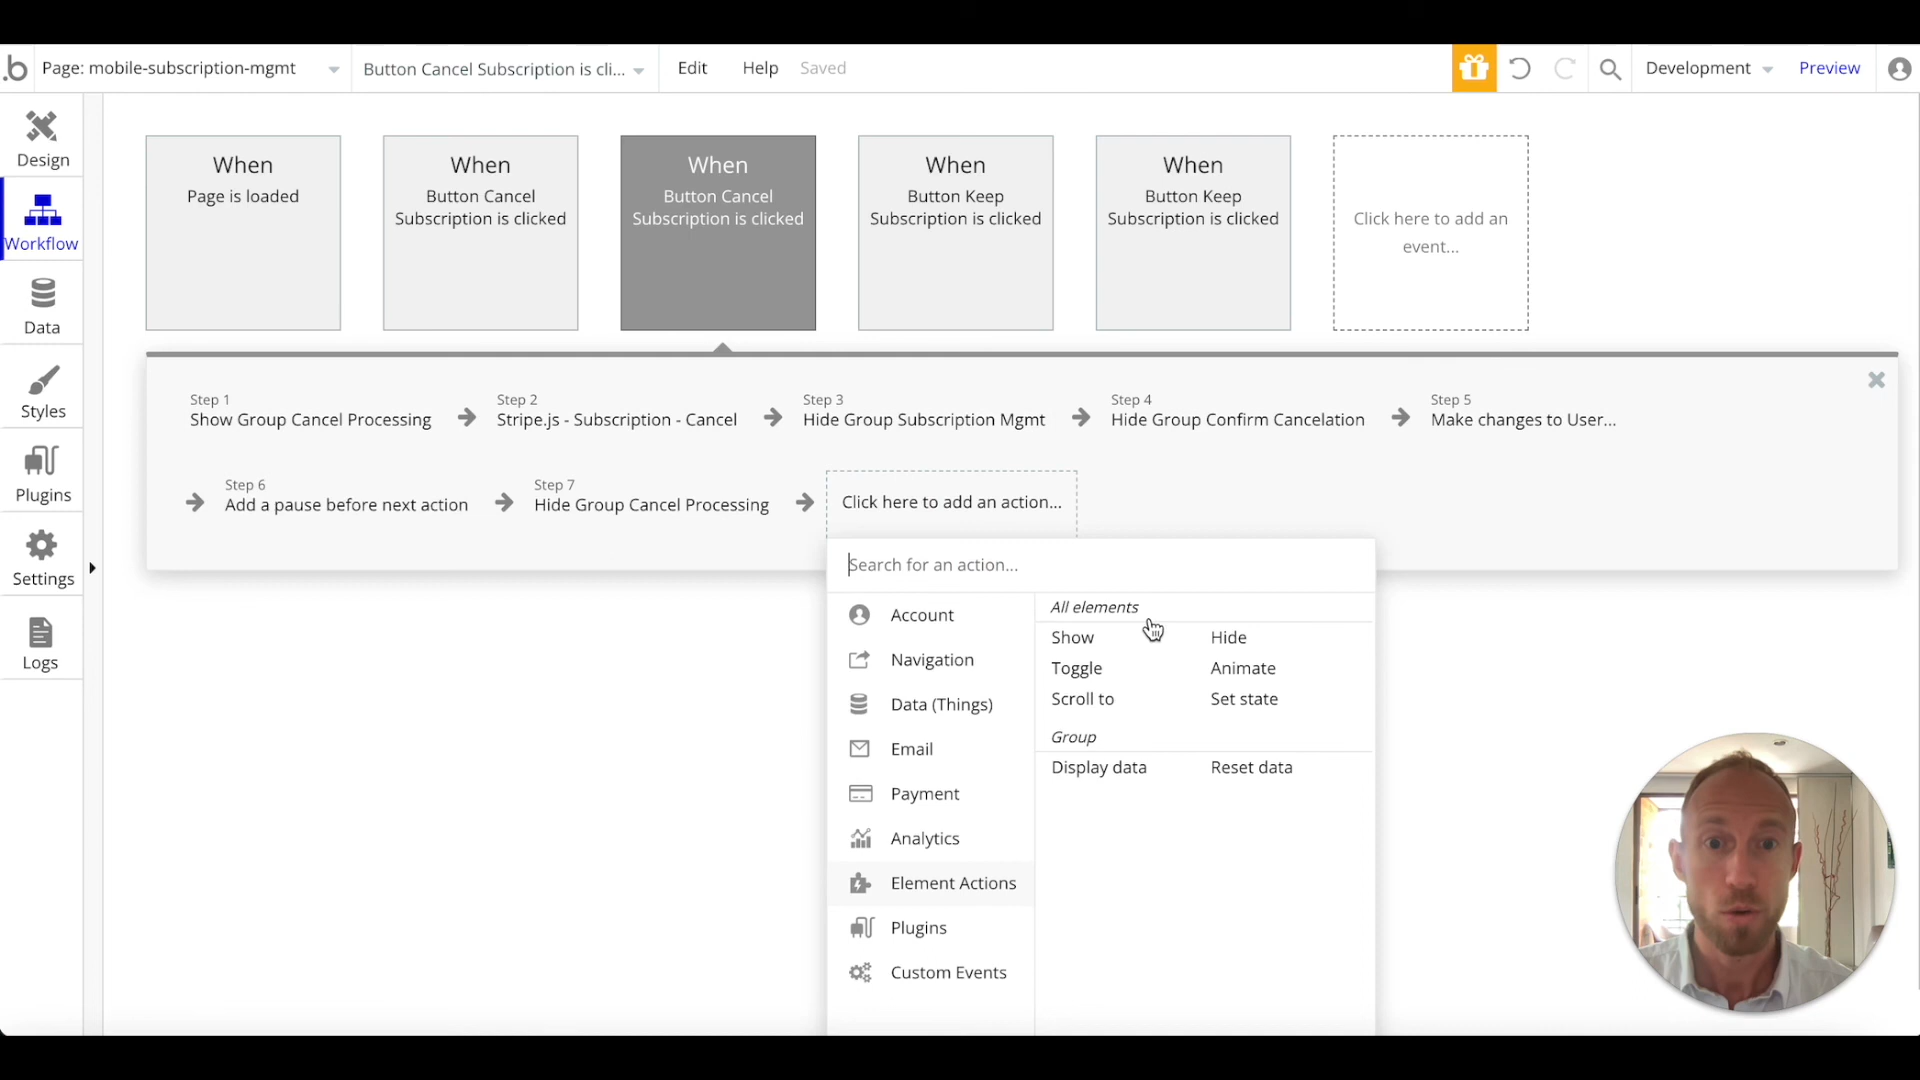 .b Page: mobile-subscription-mgmt Button Cancel Subscription is cli... Edit Help Saved Development Preview
Design
Workflow
Data
Styles
Plugins
Settings
Logs
When
Page is loaded
When
Button Cancel
Subscription is clicked
When
Button Cancel
Subscription is clicked
When
Button Keep
Subscription is clicked
When
Button Keep
Subscription is clicked
Click here to add an
event...
Step 1
Show Group Cancel Processing
Step 2
Stripe.js - Subscription - Cancel
Step 3
Hide Group Subscription Mgmt
Step 4
Hide Group Confirm Cancelation
Step 5
Make changes to User...
Step 6
Add a pause before next action
Step 7
Hide Group Cancel Processing
Click here to add an action...
Search for an action...
Account
Navigation
Data (Things)
Email
Payment
Analytics
Element Actions
Plugins
Custom Events
All elements
Show Hide
Toggle Animate
Scroll to Set state
Group
Display data Reset data